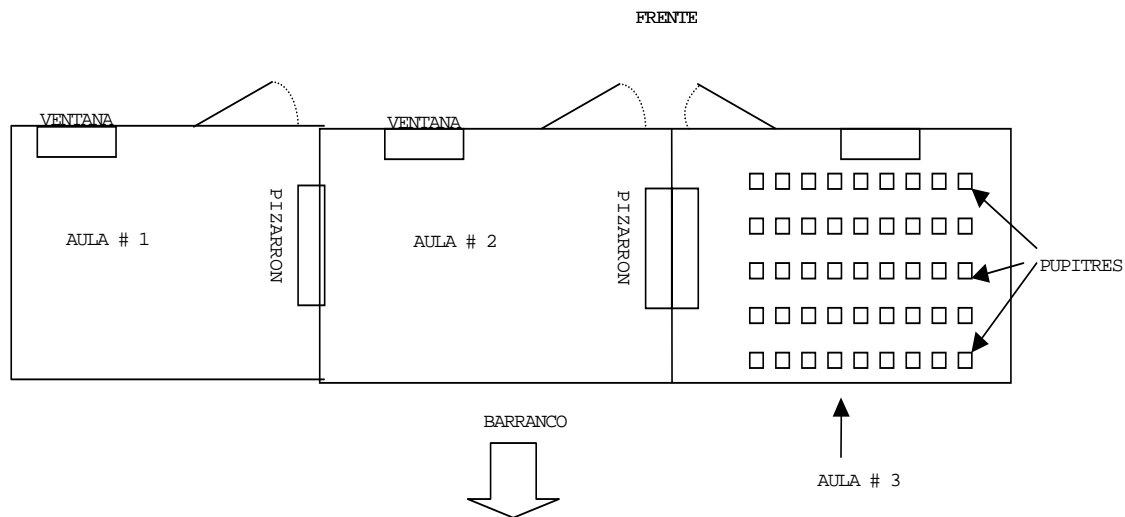 FRENTE
VENTANA
VENTANA
PIZARRON
PIZARRON
AULA # 1
AULA # 2
PUPITRES
BARRANCO
AULA # 3